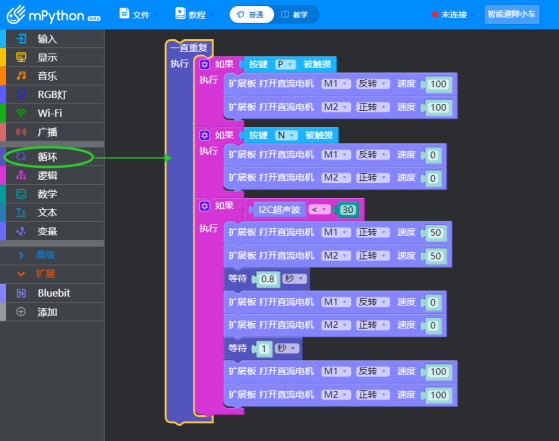 mPython
文件
教程
普通
教学
未连接
智能避障小车
输入
显示
音乐
RGB灯
Wi-Fi
广播
循环
逻辑
数学
文本
变量
高级
扩展
Bluebit
添加
一直重复
执行
如果 按键 P 被触摸
执行 扩展板 打开直流电机 M1 反转 速度 100
扩展板 打开直流电机 M2 正转 速度 100
如果 按键 N 被触摸
执行 扩展板 打开直流电机 M1 反转 速度 0
扩展板 打开直流电机 M2 正转 速度 0
如果 I2C超声波 < 30
执行 扩展板 打开直流电机 M1 正转 速度 50
扩展板 打开直流电机 M2 正转 速度 50
等待 0.8 秒
扩展板 打开直流电机 M1 反转 速度 0
扩展板 打开直流电机 M2 正转 速度 0
等待 1 秒
扩展板 打开直流电机 M1 反转 速度 100
扩展板 打开直流电机 M2 正转 速度 100